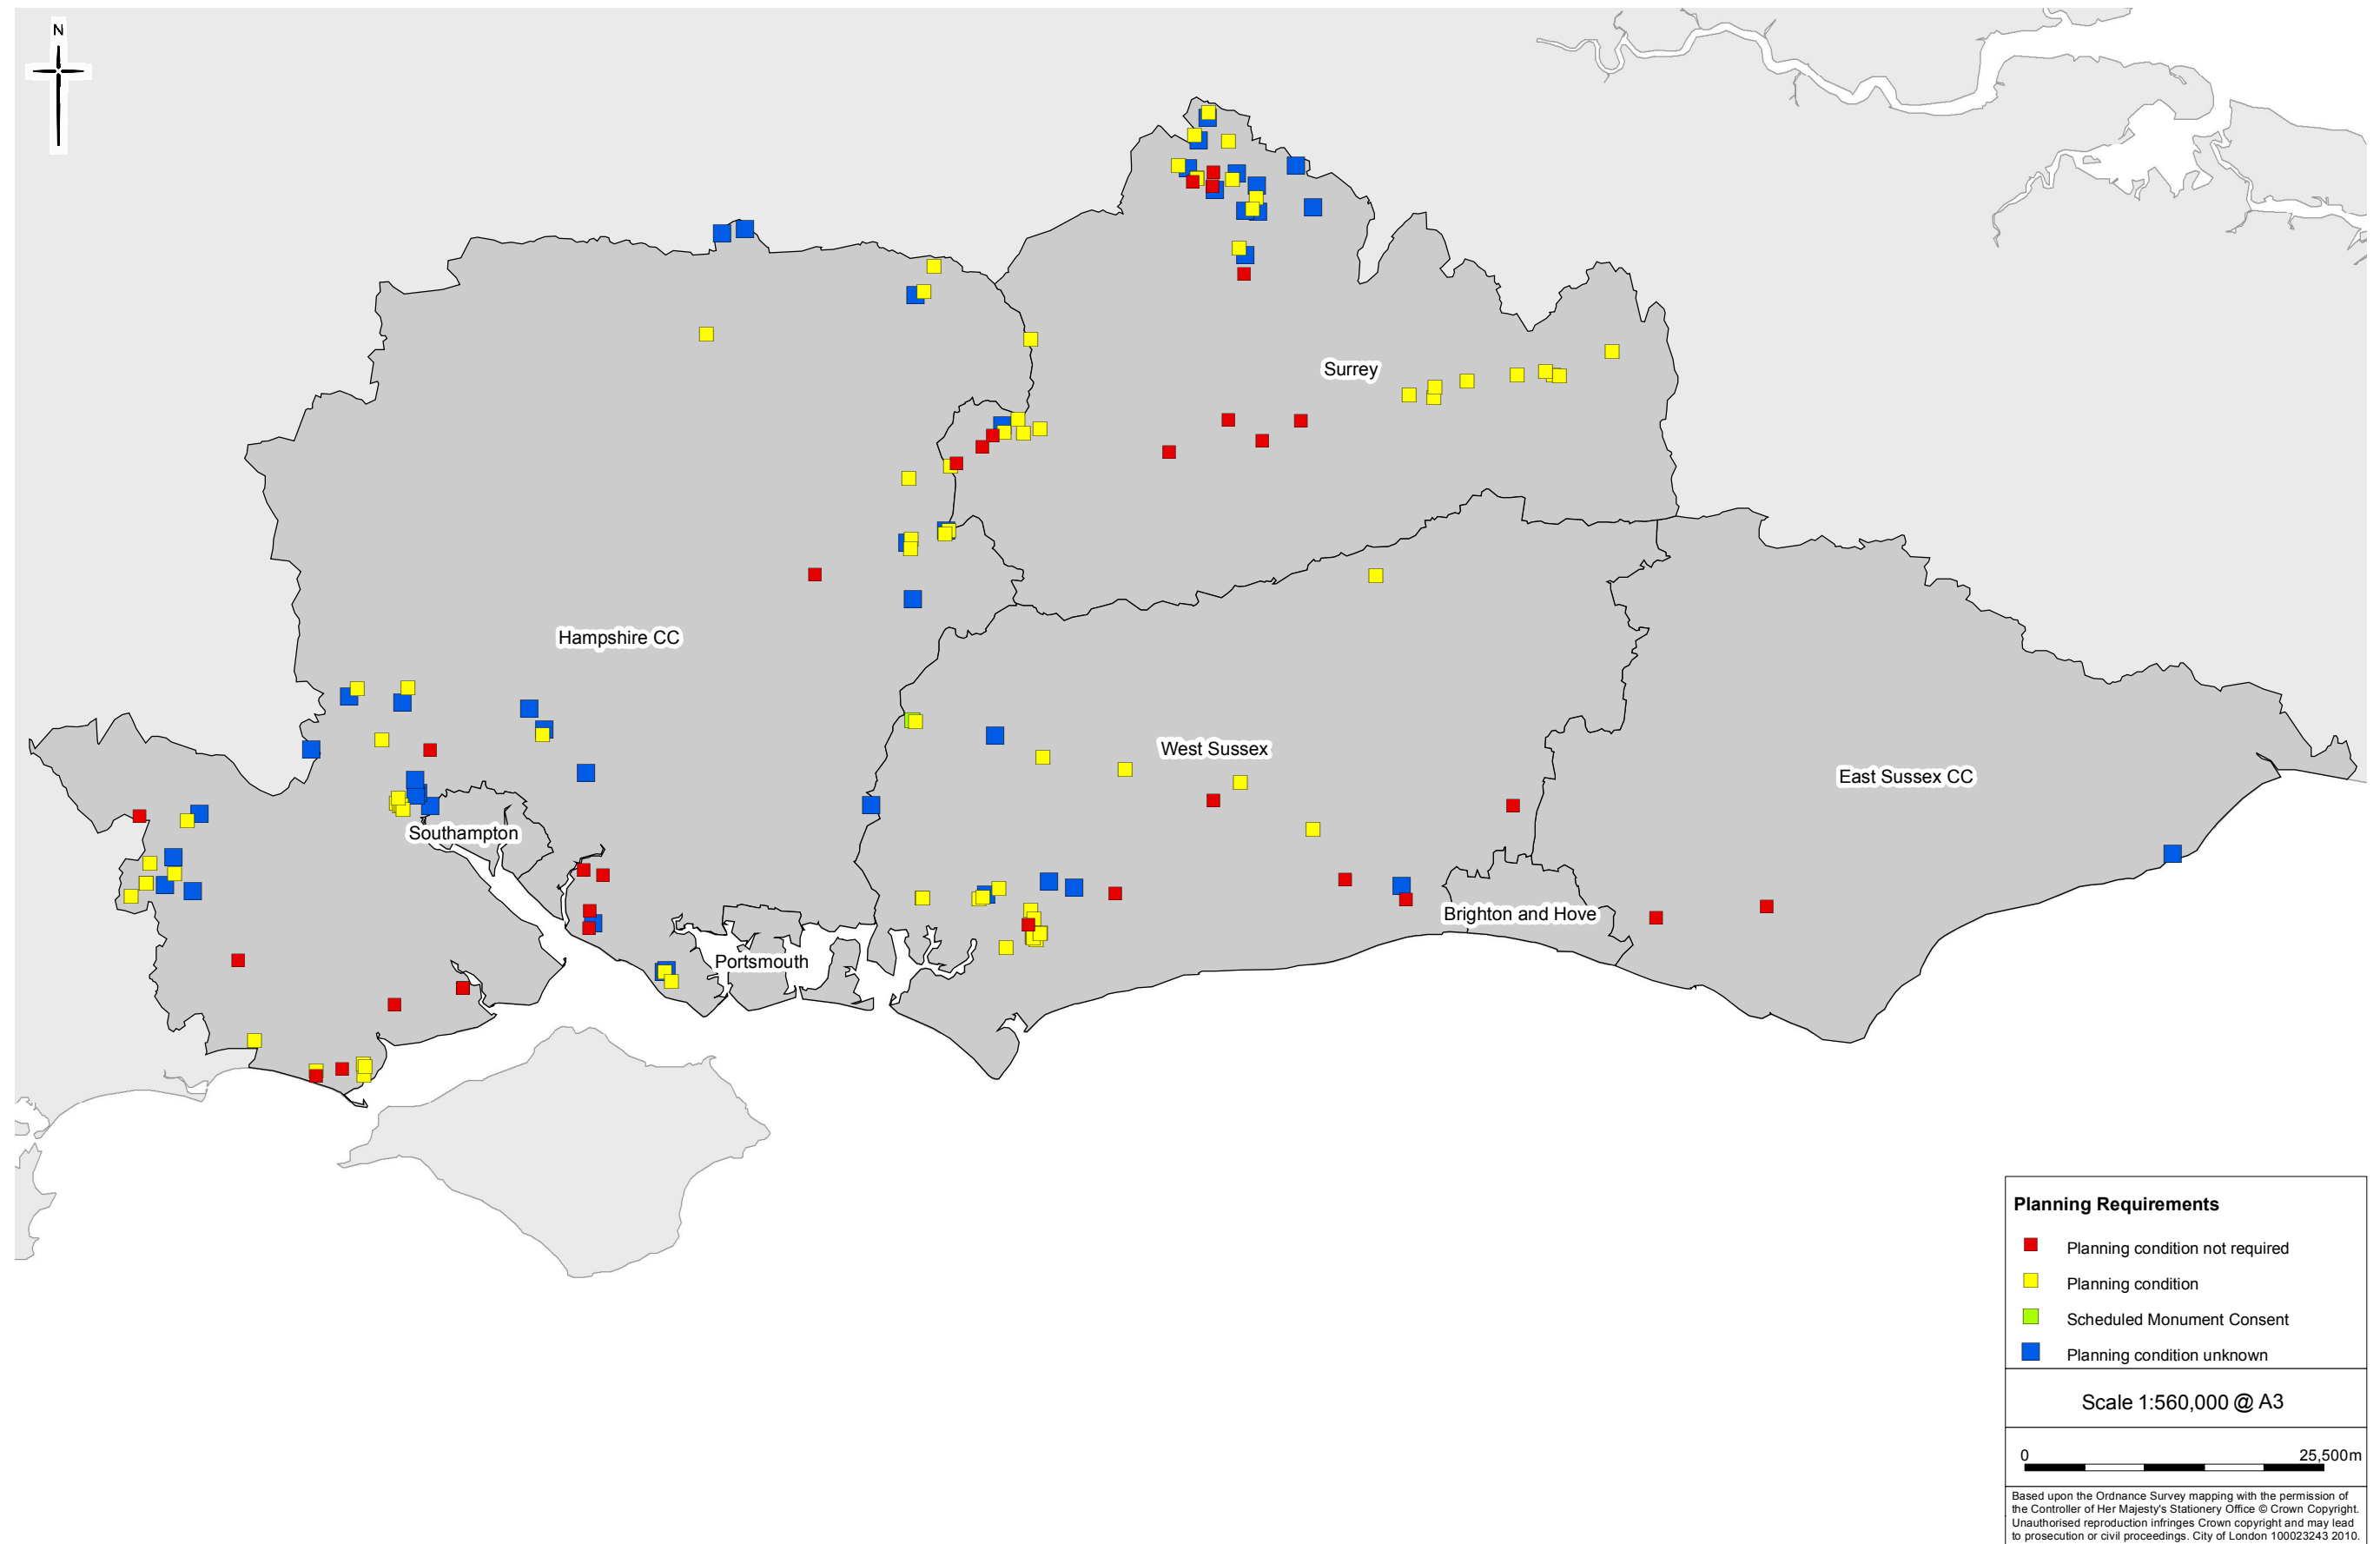 N
Surrey
Hampshire CC
West Sussex
East Sussex CC
Southampton
Brighton and Hove
Portsmouth
Planning Requirements
Planning condition not required
Planning condition
Scheduled Monument Consent
Planning condition unknown
Scale 1:560,000 @ A3
0 25,500m
Based upon the Ordnance Survey mapping with the permission of
the Controller of Her Majesty's Stationery Office © Crown Copyright.
Unauthorised reproduction infringes Crown copyright and may lead
to prosecution or civil proceedings. City of London 100023243 2010.